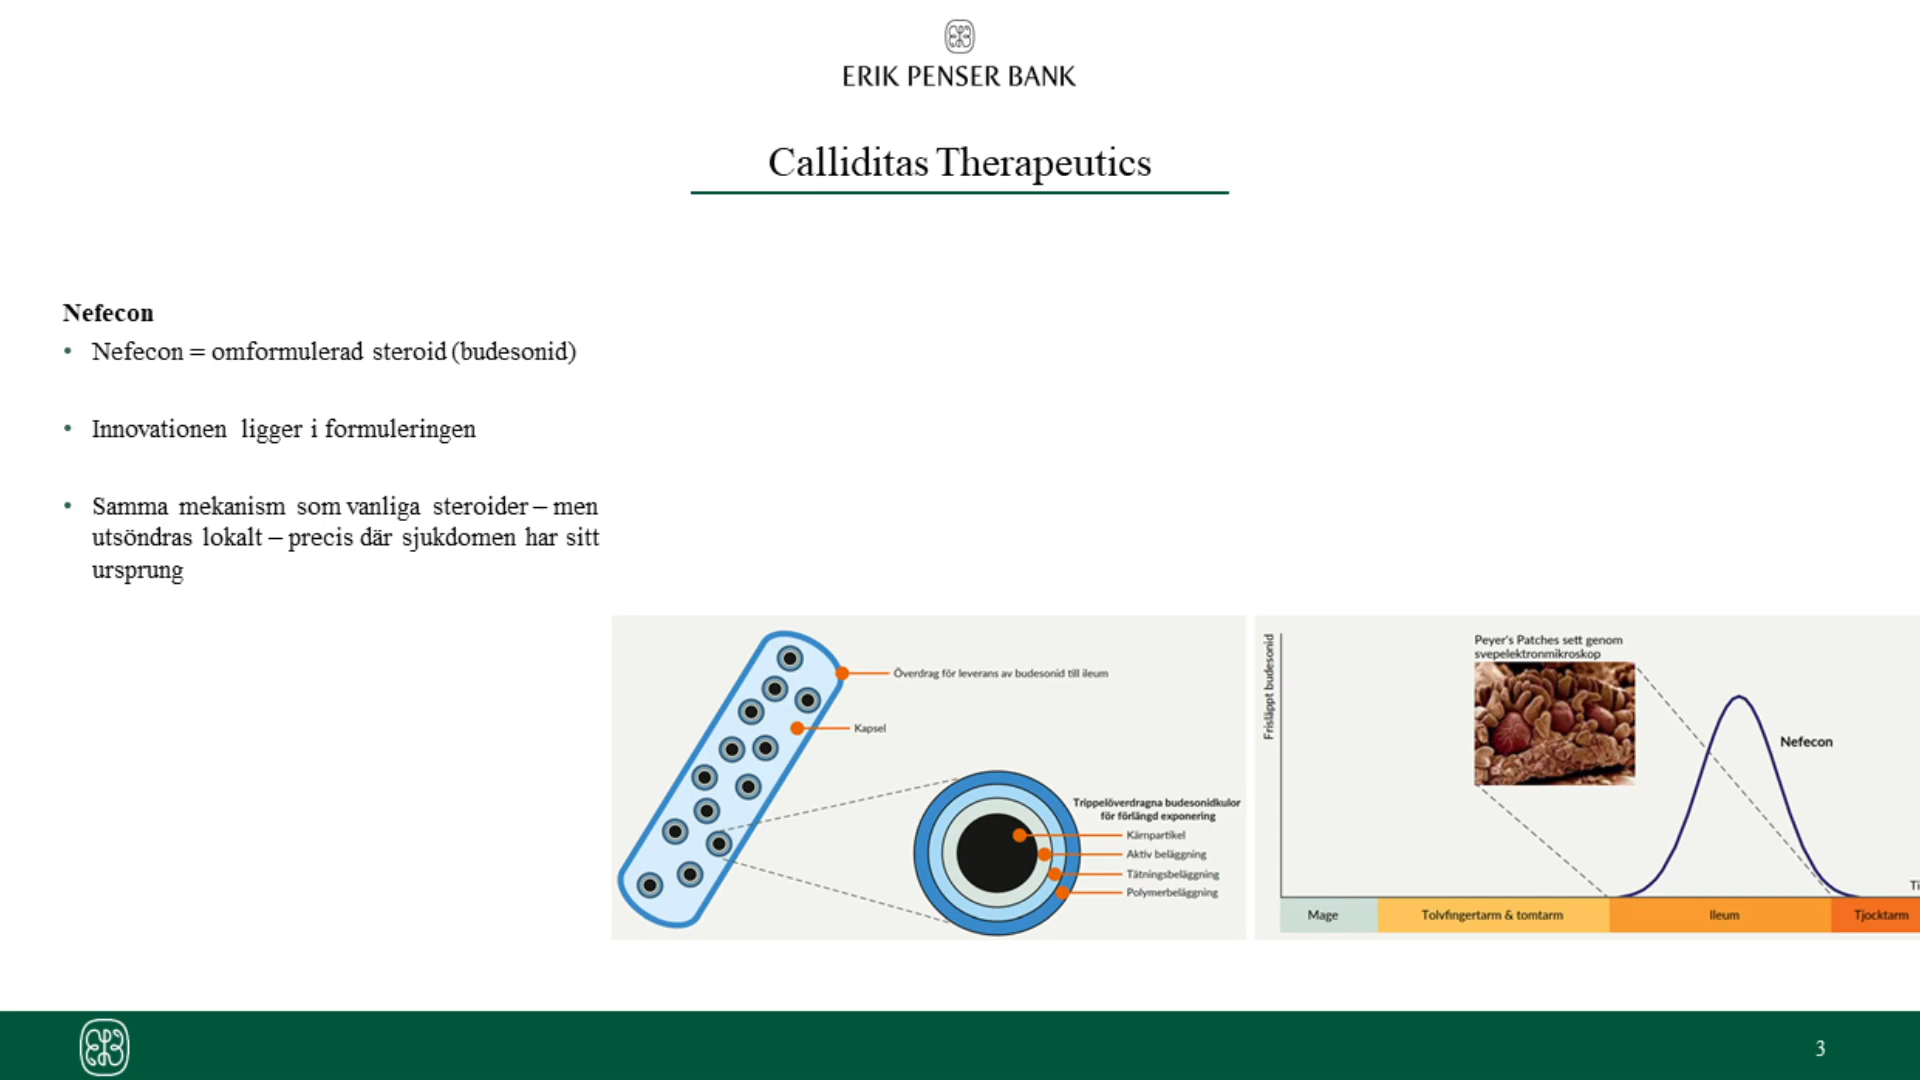 ERIK PENSER BANK
Calliditas Therapeutics
Nefecon
• Nefecon = omformulerad steroid (budesonid)
• Innovationen ligger i formuleringen
• Samma mekanism som vanliga steroider – men
utsöndras lokalt – precis där sjukdomen har sitt
ursprung
Överdrag för leverans av budesonid till ileum
Kapsel
Trippelöverdragna budesonidkulor
för förlängd exponering
Kärnpartikel
Aktiv beläggning
Tätningsbeläggning
Polymerbeläggning
Frisläppt budesonid
Peyer's Patches sett genom
svepelektronmikroskop
Nefecon
Ti
Mage
Tolvfingertarm & tomtarm
Ileum
Tjocktarm
3